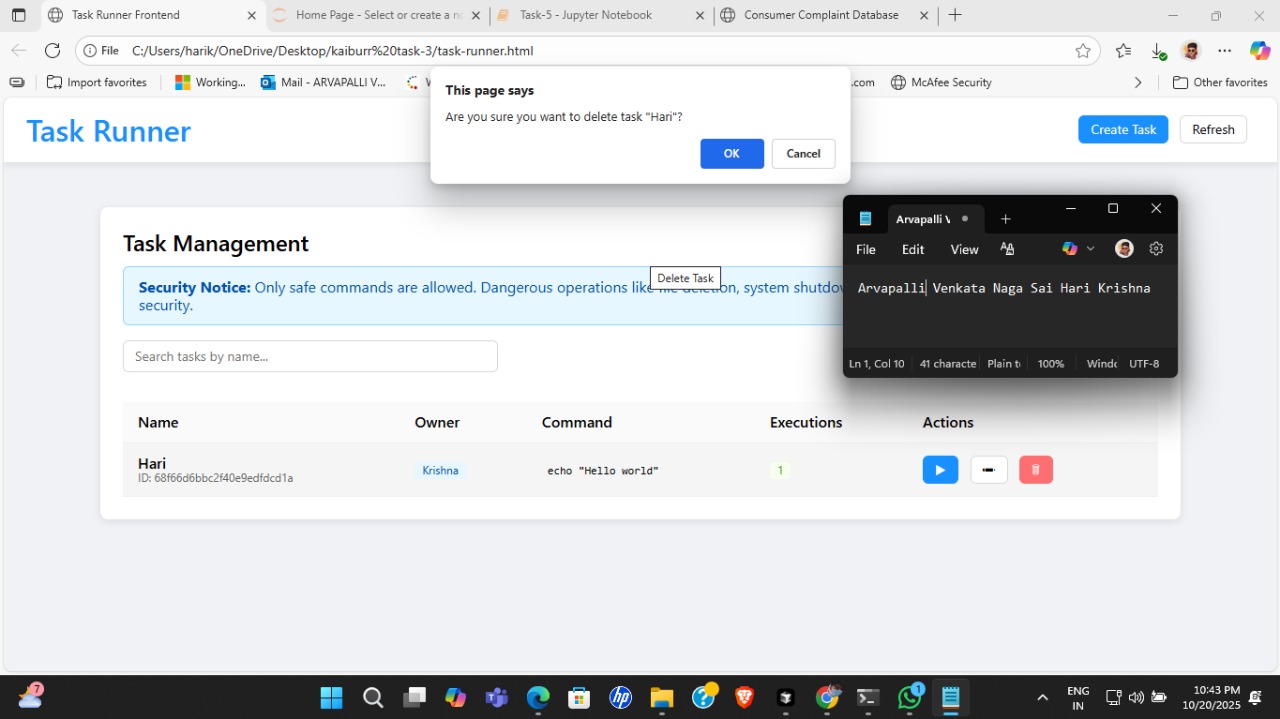 Task Runner Frontend
Home Page - Select or create a no
Task-5 - Jupyter Notebook
Consumer Complaint Database
File
C:/Users/harik/OneDrive/Desktop/kaiburr%20task-3/task-runner.html
Import favorites
Working...
Mail - ARVAPALLI V...
.com
McAfee Security
Other favorites
This page says
Are you sure you want to delete task "Hari"?
OK
Cancel
Task Runner
Create Task
Refresh
Arvapalli V
File
Edit
View
Arvapalli Venkata Naga Sai Hari Krishna
Ln 1, Col 10
41 characte
Plain t
100%
Windo
UTF-8
Task Management
Delete Task
Security Notice: Only safe commands are allowed. Dangerous operations like file deletion, system shutdow
security.
Search tasks by name...
Name
Owner
Command
Executions
Actions
Hari
ID: 68f66d6bbc2f40e9edfdcd1a
Krishna
echo "Hello world"
1
7
1
ENG
IN
10:43 PM
10/20/2025